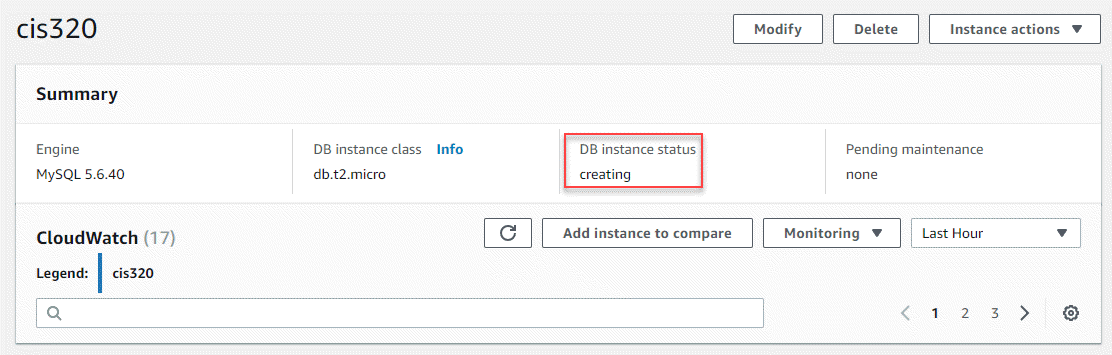 cis320
Modify Delete Instance actions
Summary
Engine DB instance class Info DB instance status Pending maintenance
MySQL 5.6.40 db.t2.micro creating none
CloudWatch (17) Add instance to compare Monitoring Last Hour
Legend: cis320
1 2 3